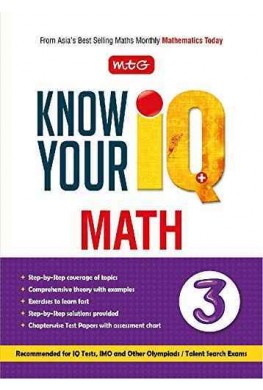 From Asia's Best Selling Maths Monthly Mathematics Today
mtG
KNOW
YOUR iQ+
MATH
• Step-by-Step coverage of topics
• Comprehensive theory with examples
• Exercises to learn fast
• Step-by-Step solutions provided
• Chapterwise Test Papers with assessment chart
3
Recommended for IQ Tests, IMO and Other Olympiads / Talent Search Exams